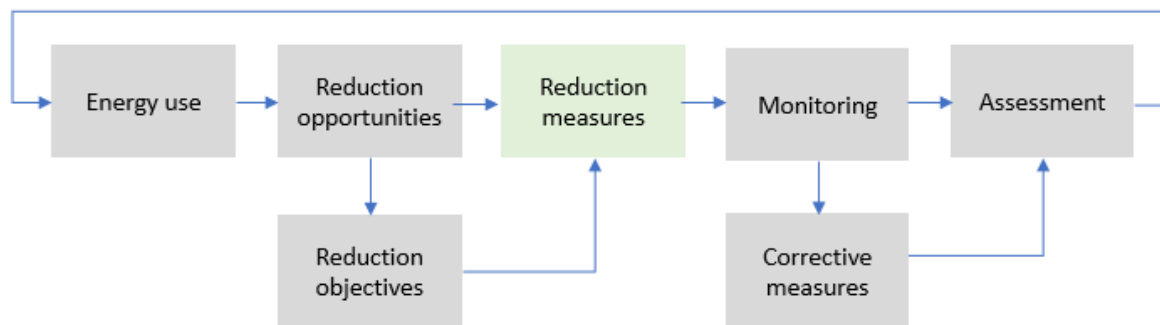 Energy use
Reduction
opportunities
Reduction
measures
Monitoring
Assessment
Reduction
objectives
Corrective
measures